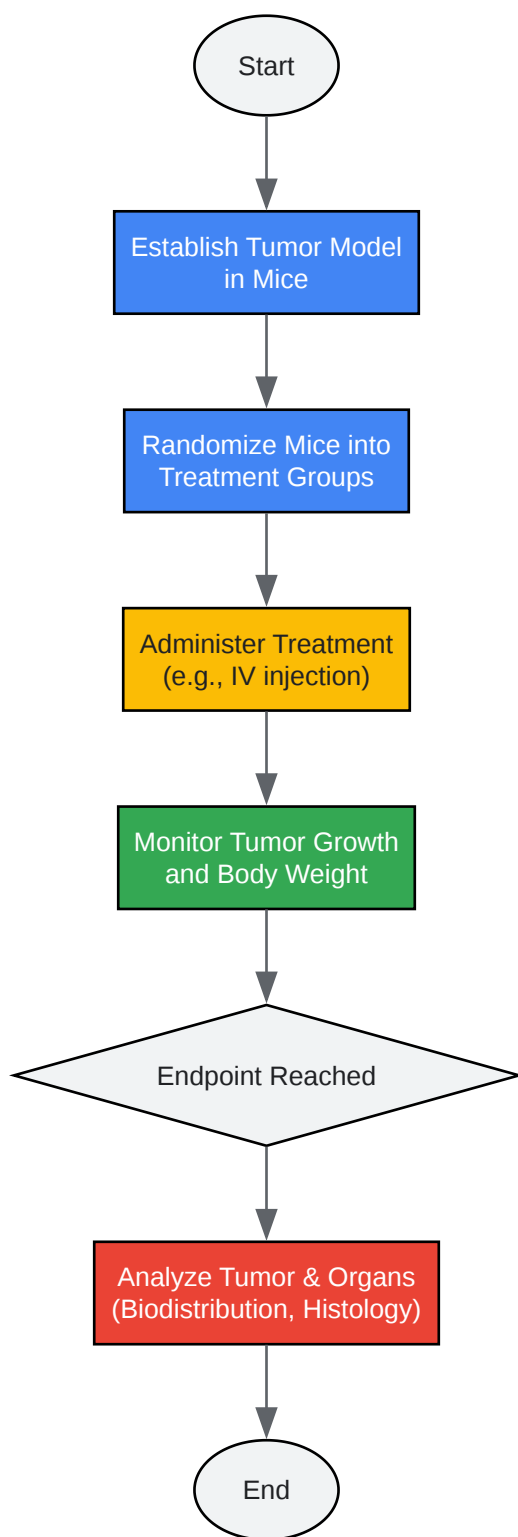 Start
Establish Tumor Model
in Mice
Randomize Mice into
Treatment Groups
Administer Treatment
(e.g., IV injection)
Monitor Tumor Growth
and Body Weight
Endpoint Reached
Analyze Tumor & Organs
(Biodistribution, Histology)
End